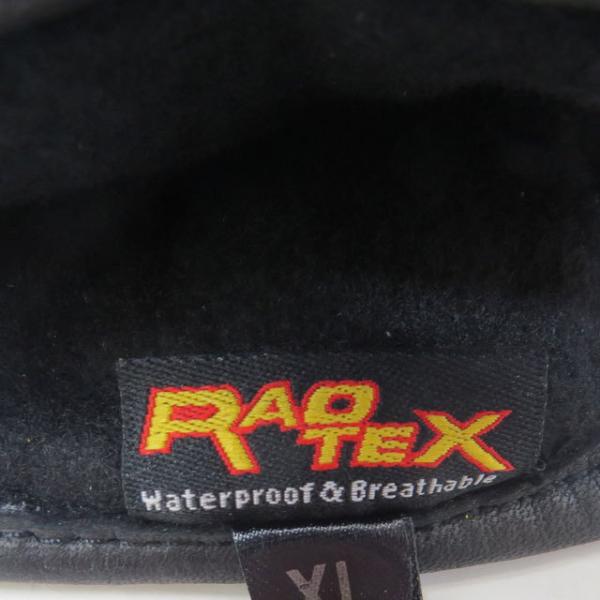 RAO
TEX
Waterproof & Breathable
XL